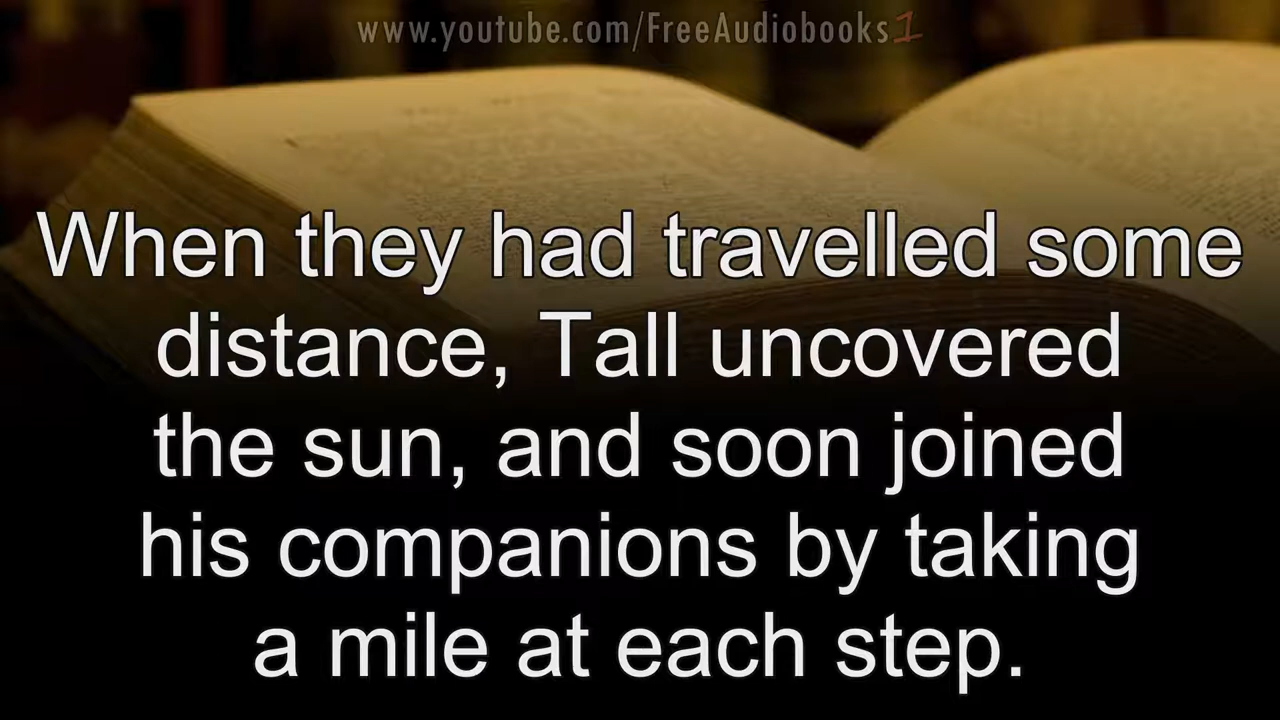 www.youtube.com/FreeAudiobooks1
When they had travelled some
distance, Tall uncovered
the sun, and soon joined
his companions by taking
a mile at each step.